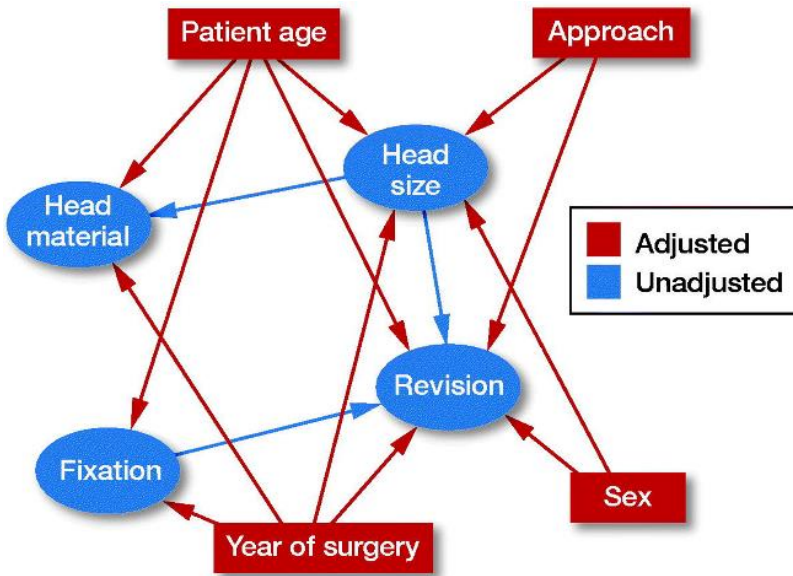 Patient age
Approach
Head
size
Head
material
Adjusted
Unadjusted
Revision
Fixation
Sex
Year of surgery